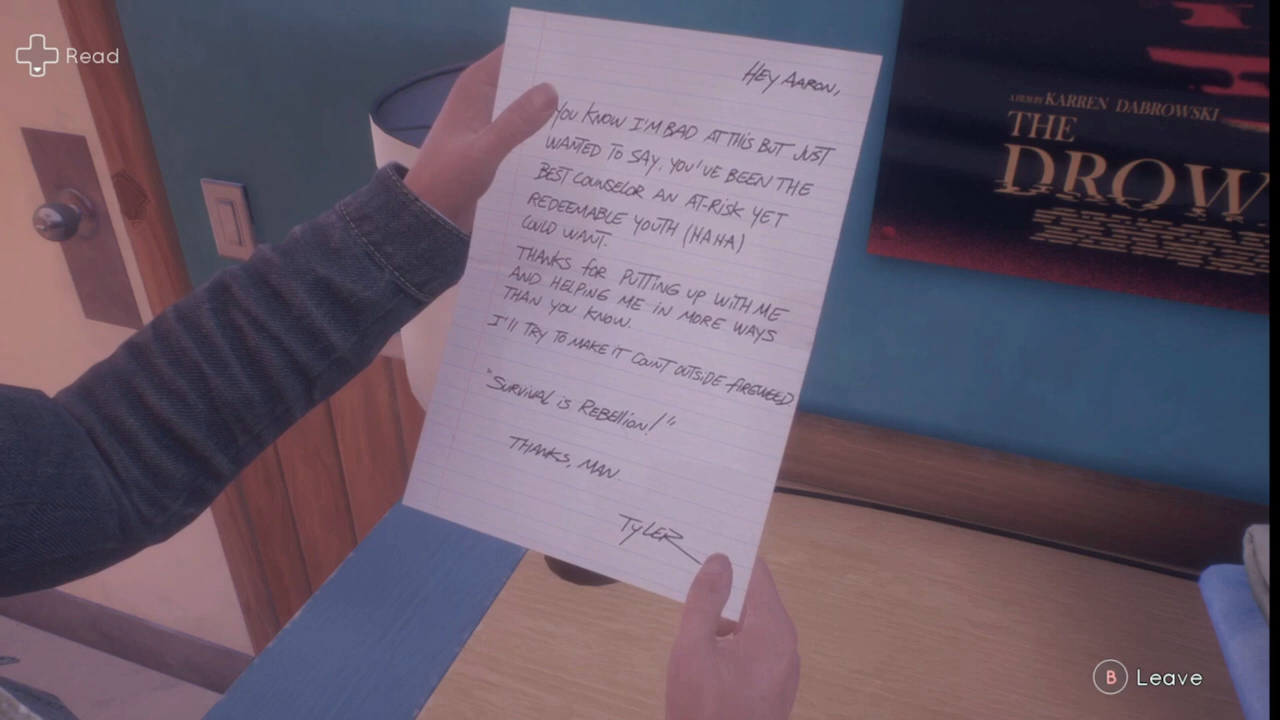 Read
HEY AARON,
YOU KNOW I'M BAD AT THIS BUT JUST
WANTED TO SAY. YOU'VE BEEN THE
BEST COUNSELOR AN AT-RISK YET
REDEEMABLE YOUTH (HAHA)
COULD WANT.
THANKS FOR PUTTING UP WITH ME
AND HELPING ME IN MORE WAYS
THAN YOU KNOW.
I'LL TRY TO MAKE IT COUNT OUTSIDE FIREWEED
"SURVIVAL IS REBELLION!"
THANKS, MAN.
TYLER
A FILM BY KARREN DABROWSKI
THE
DROW
B Leave